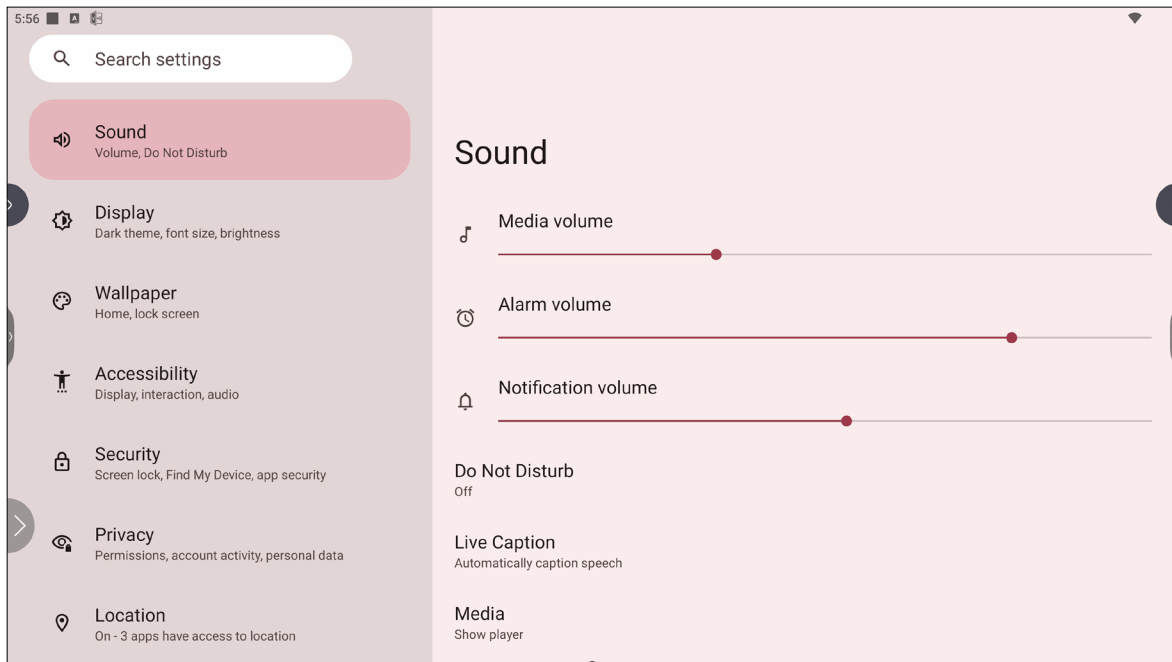 5:56
Search settings
Sound
Volume, Do Not Disturb
Display
Dark theme, font size, brightness
Wallpaper
Home, lock screen
Accessibility
Display, interaction, audio
Security
Screen lock, Find My Device, app security
Privacy
Permissions, account activity, personal data
Location
On - 3 apps have access to location
Sound
Media volume
Alarm volume
Notification volume
Do Not Disturb
Off
Live Caption
Automatically caption speech
Media
Show player